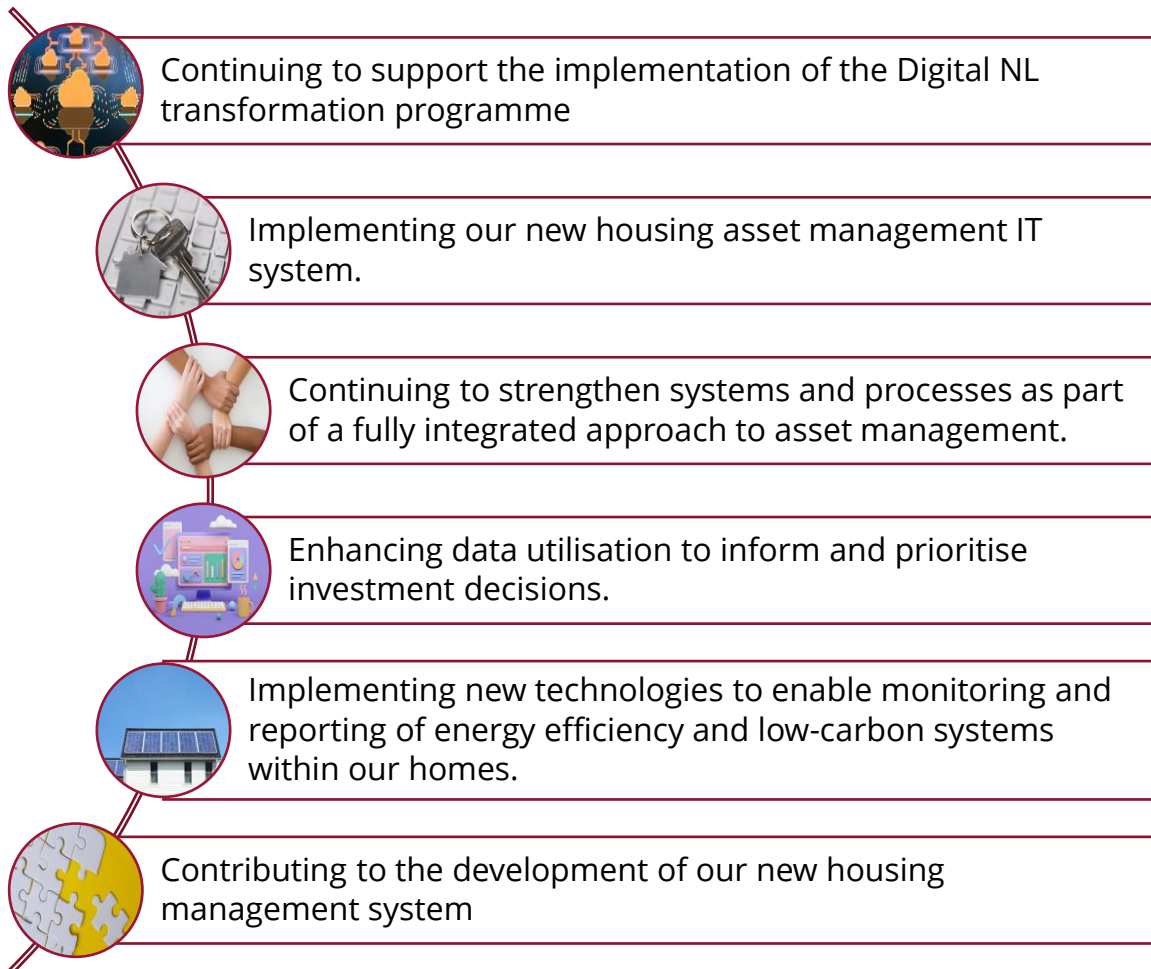 Continuing to support the implementation of the Digital NL
transformation programme
Implementing our new housing asset management IT
system.
Continuing to strengthen systems and processes as part
of a fully integrated approach to asset management.
Enhancing data utilisation to inform and prioritise
investment decisions.
Implementing new technologies to enable monitoring and
reporting of energy efficiency and low-carbon systems
within our homes.
Contributing to the development of our new housing
management system